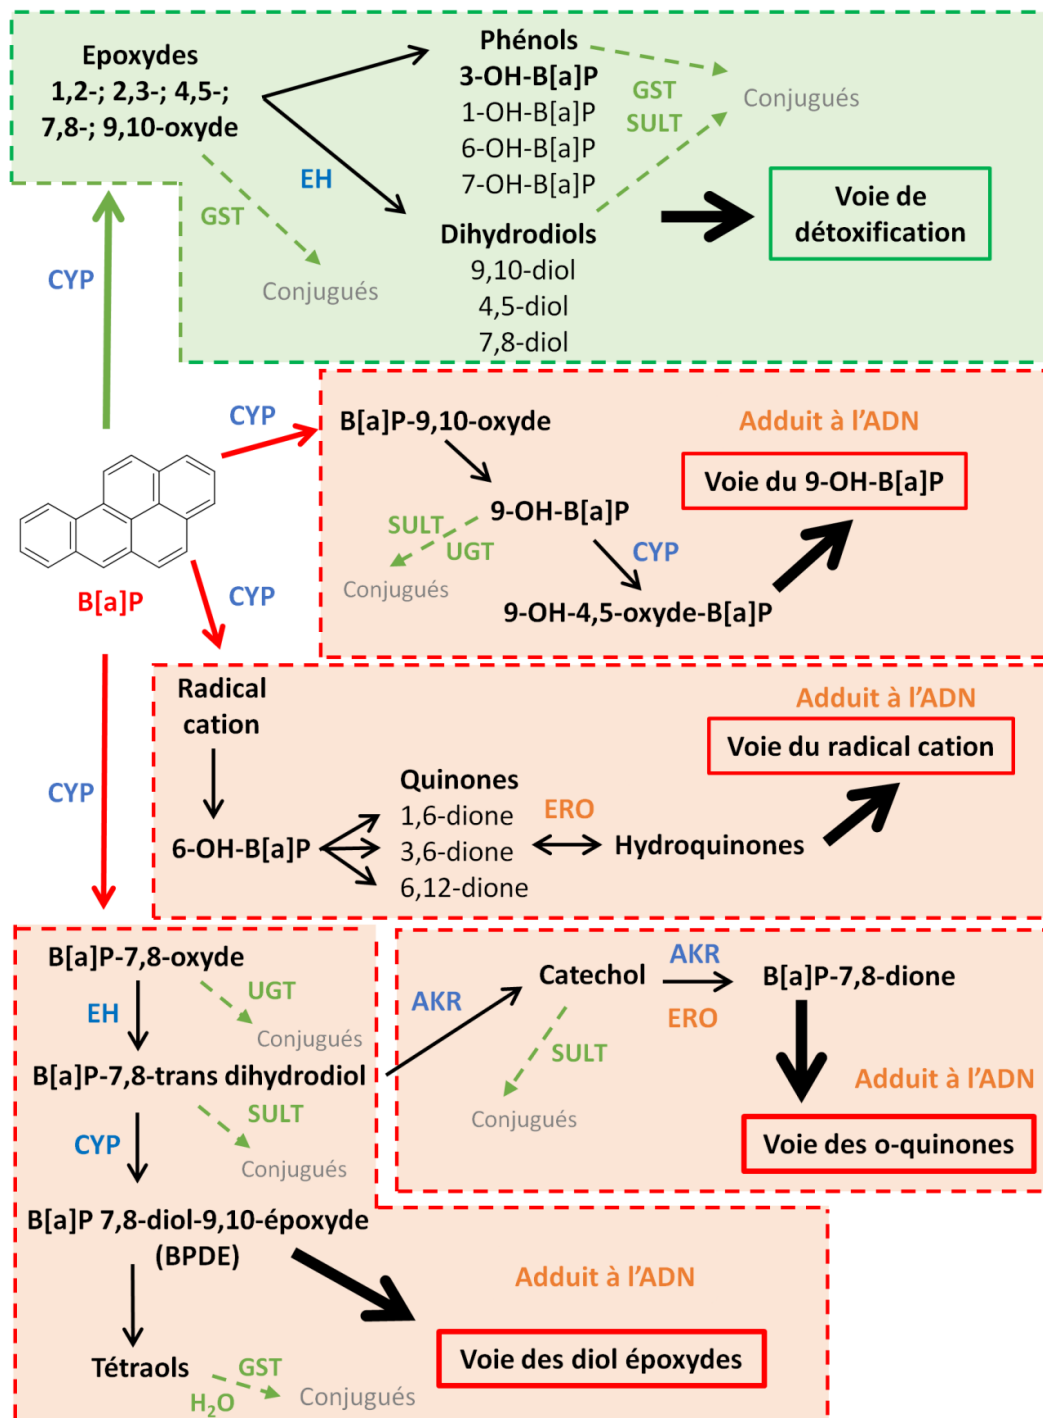 Epoxydes
1,2-; 2,3-; 4,5-;
7,8-; 9,10-oxyde
Phénols
3-OH-B[a]P
1-OH-B[a]P
6-OH-B[a]P
7-OH-B[a]P
GST
SULT
Conjugués
EH
GST
Conjugués
Dihydrodiols
9,10-diol
4,5-diol
7,8-diol
Voie de
détoxification
CYP
B[a]P
CYP
B[a]P-9,10-oxyde
Adduit à l'ADN
Voie du 9-OH-B[a]P
9-OH-B[a]P
SULT
UGT
Conjugués
CYP
9-OH-4,5-oxyde-B[a]P
CYP
Radical
cation
Adduit à l'ADN
Voie du radical cation
Quinones
1,6-dione
3,6-dione
6,12-dione
ERO
6-OH-B[a]P
Hydroquinones
CYP
B[a]P-7,8-oxyde
EH
UGT
Conjugués
B[a]P-7,8-trans dihydrodiol
CYP
SULT
Conjugués
B[a]P 7,8-diol-9,10-époxyde
(BPDE)
Tétraols
GST
H₂O
Conjugués
Adduit à l'ADN
Voie des diol époxydes
AKR
Catechol
AKR
ERO
B[a]P-7,8-dione
SULT
Conjugués
Adduit à l'ADN
Voie des o-quinones